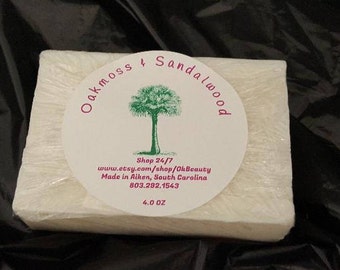 Oakmoss & Sandalwood
Shop 24/7
www.etsy.com/shop/OkBeauty
Made in Aiken, South Carolina
803.292.1543
4.0 OZ